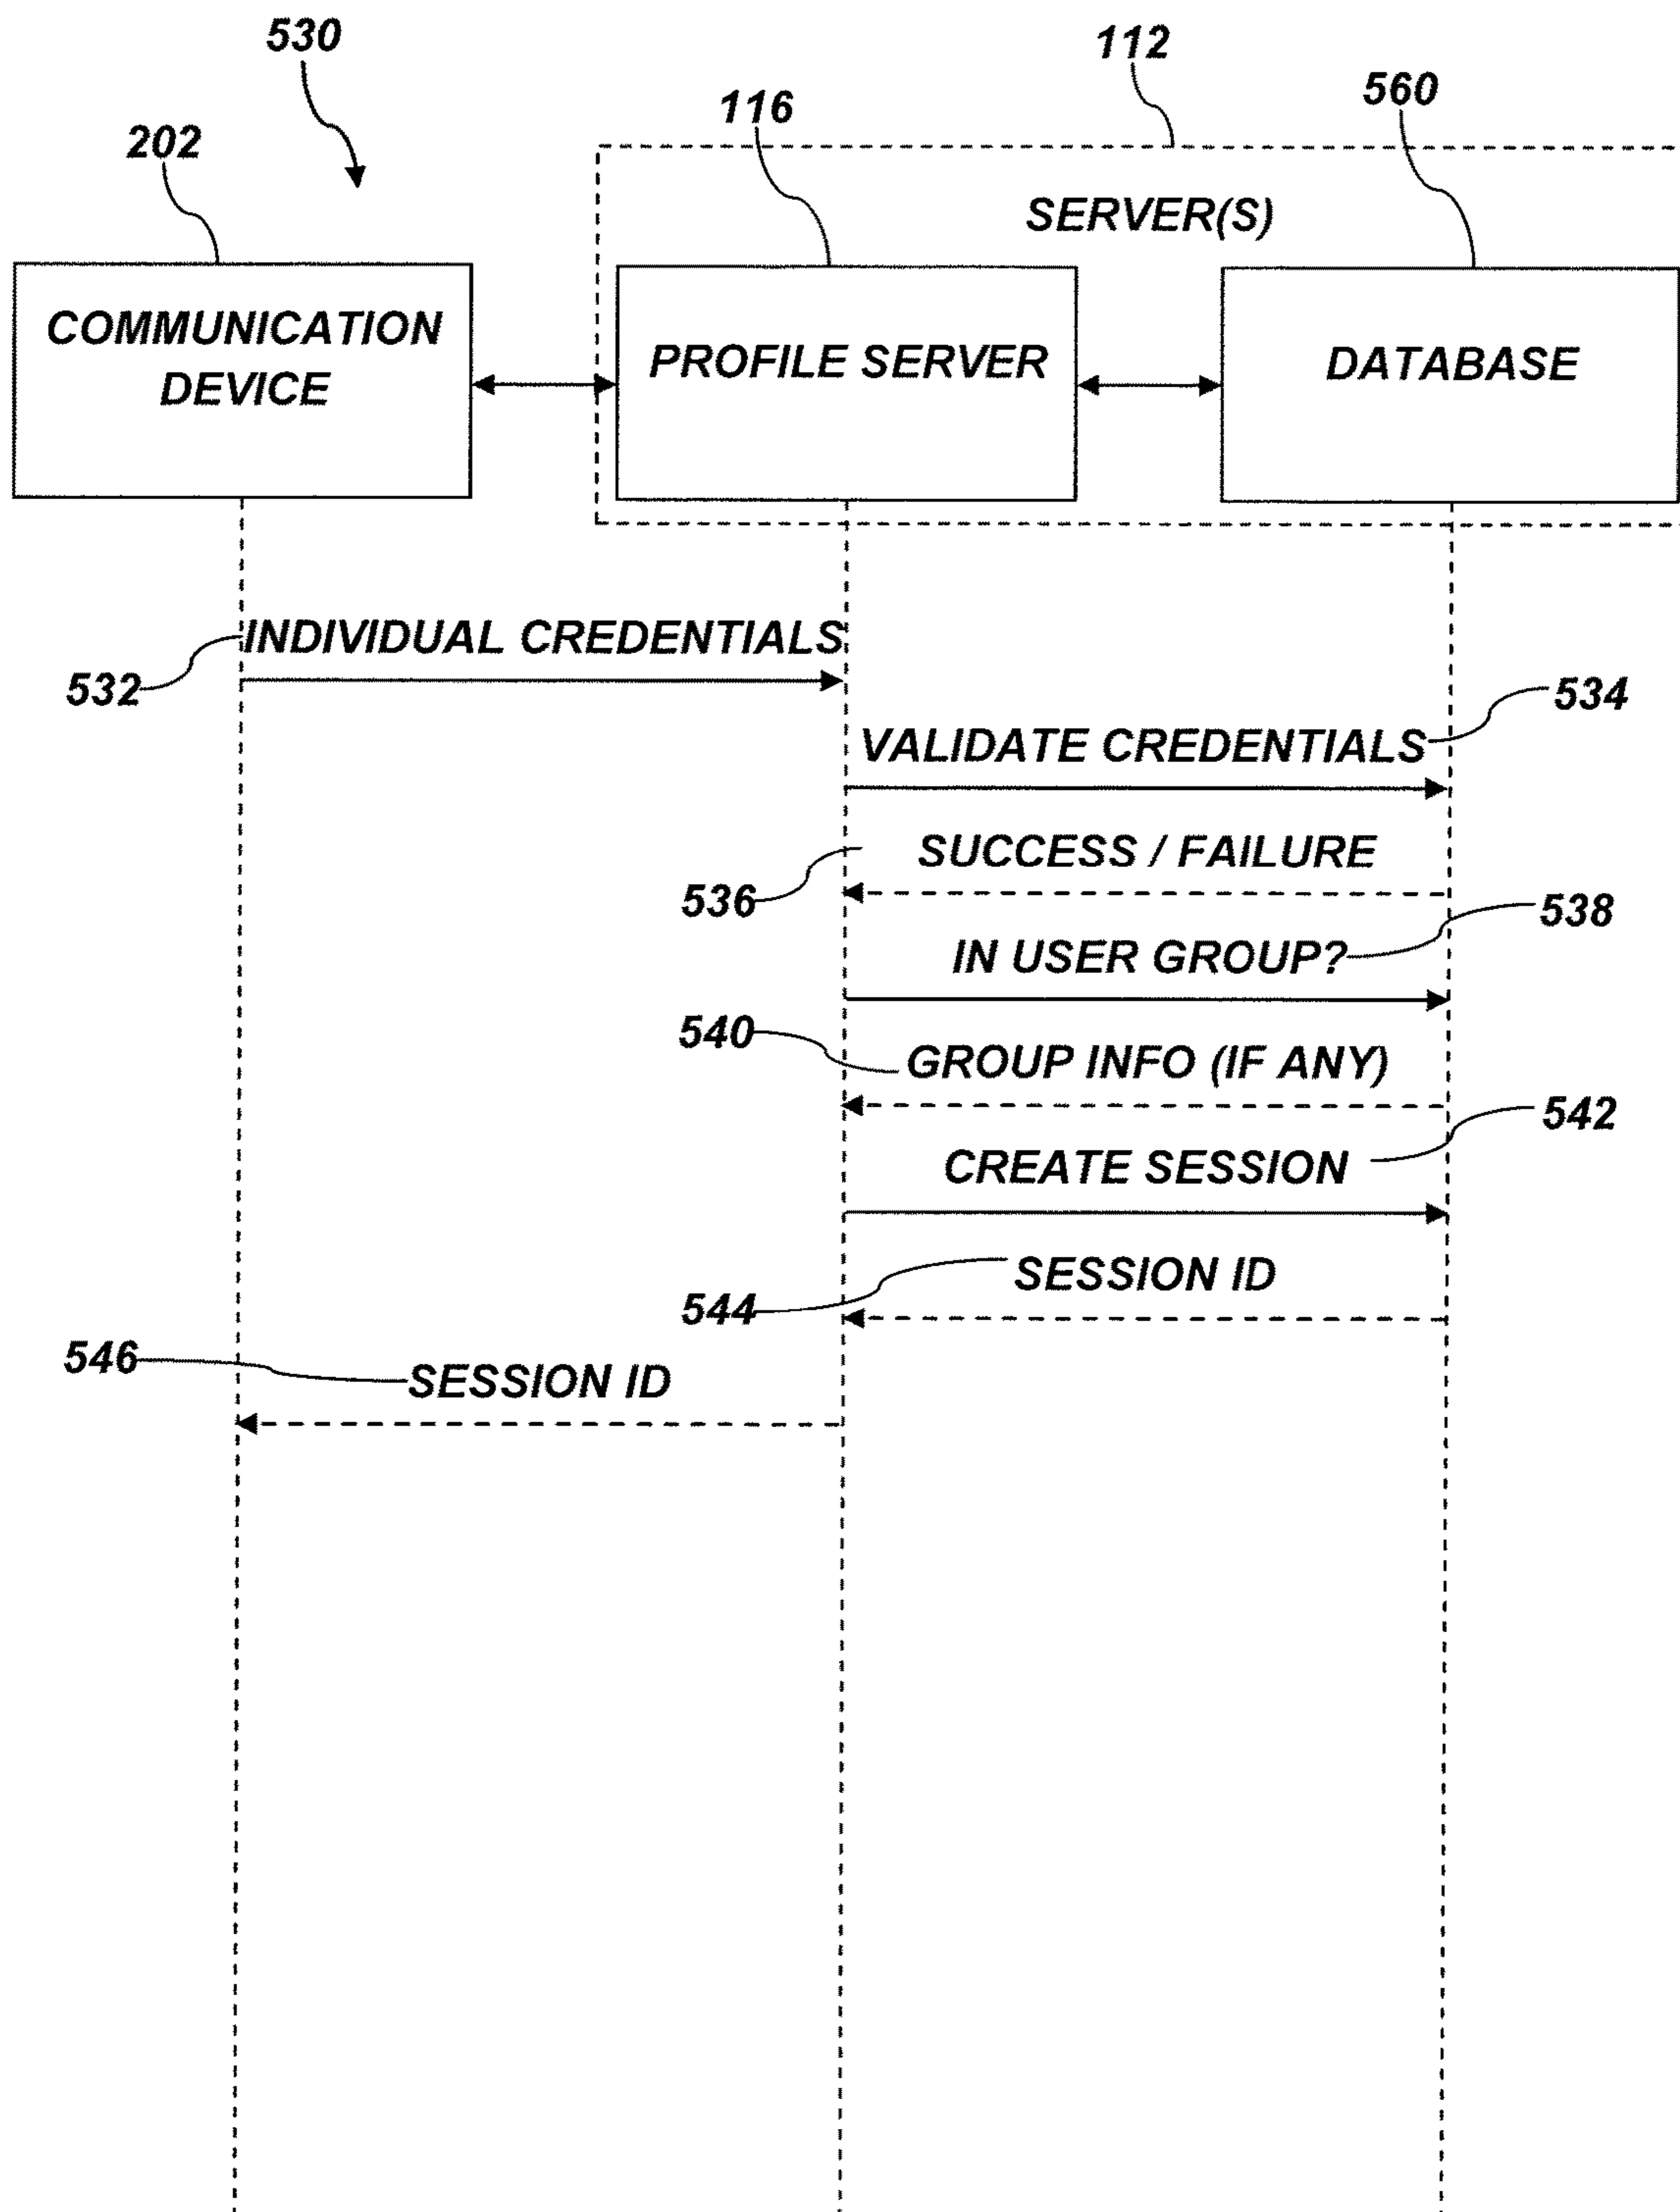 530
112
116
560
202
SERVER(S)
COMMUNICATION
DEVICE
PROFILE SERVER
DATABASE
INDIVIDUAL CREDENTIALS
532
534
VALIDATE CREDENTIALS
SUCCESS / FAILURE
536
538
IN USER GROUP?
540
GROUP INFO (IF ANY)
542
CREATE SESSION
SESSION ID
544
546
SESSION ID